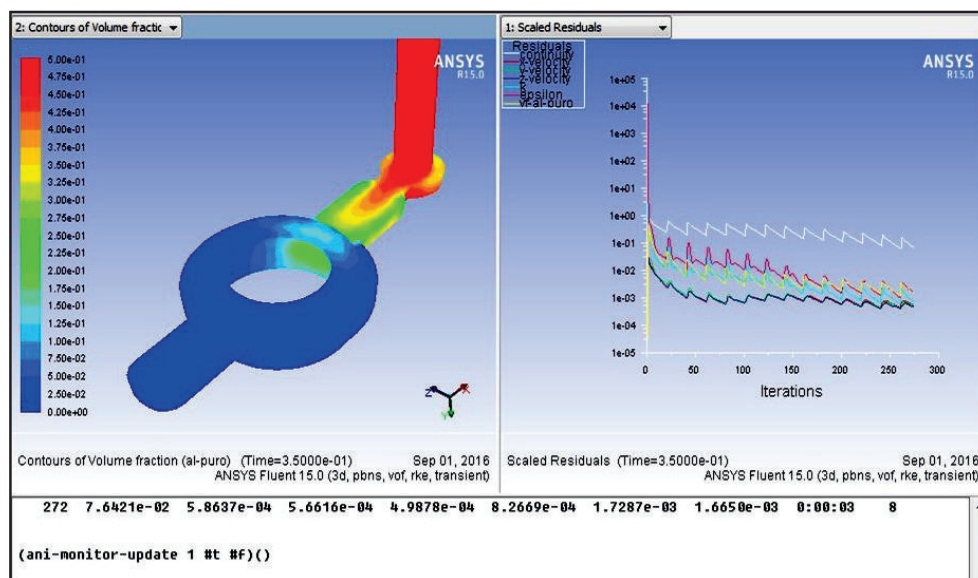 2: Contours of Volume fractic
ANSYS
R15.0
6.00e-01
4.75e-01
4.50e-01
4.25e-01
4.00e-01
3.75e-01
3.50e-01
3.25e-01
3.00e-01
2.75e-01
2.50e-01
2.25e-01
2.00e-01
1.75e-01
1.50e-01
1.25e-01
1.00e-01
7.50e-02
5.00e-02
2.50e-02
0.00e+00
Z
X
Y
Contours of Volume fraction (al-puro) (Time=3.5000e-01)
Sep 01, 2016
ANSYS Fluent 15.0 (3d, pbns, vof, rke, transient)
1: Scaled Residuals
Residuals
continuity
x-velocity
y-velocity
z-velocity
k
epsilon
vf-al-puro
ANSYS
R15.0
1e+05
1e+04
1e+03
1e+02
1e+01
1e+00
1e-01
1e-02
1e-03
1e-04
1e-05
0
50
100
150
200
250
300
Iterations
Scaled Residuals (Time=3.5000e-01)
Sep 01, 2016
ANSYS Fluent 15.0 (3d, pbns, vof, rke, transient)
272 7.6421e-02 5.8637e-04 5.6616e-04 4.9878e-04 8.2669e-04 1.7287e-03 1.6650e-03 0:00:03 8
(ani-monitor-update 1 #t #f)()